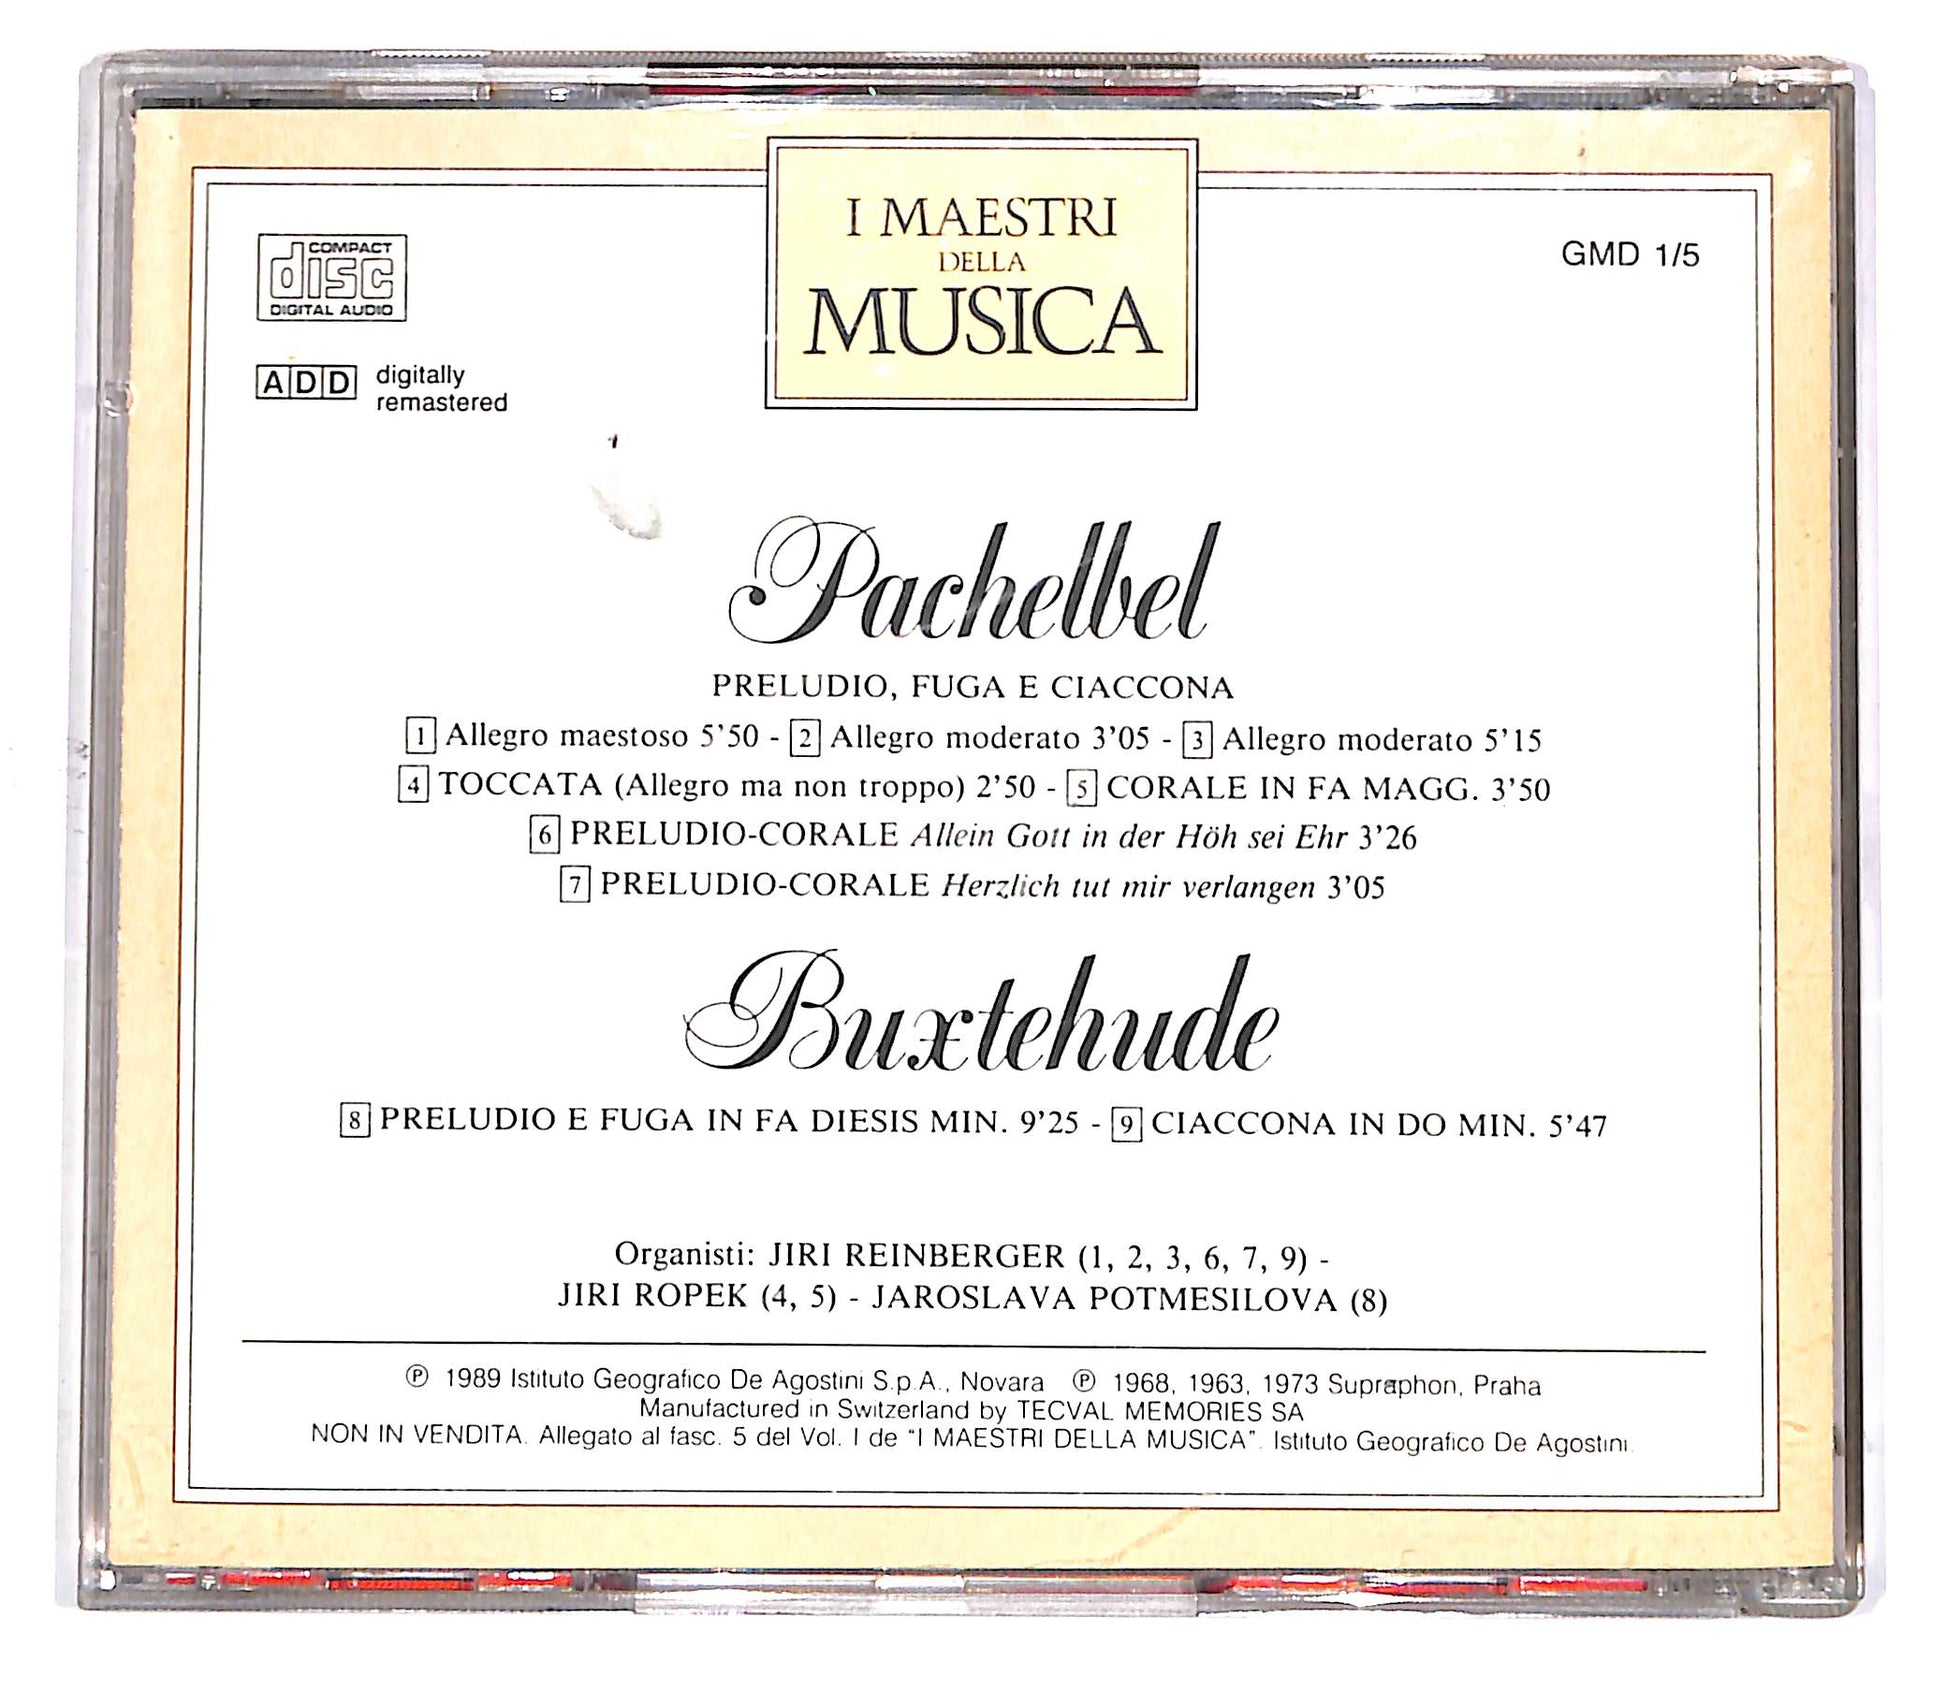 I MAESTRI
DELLA
MUSICA
COMPACT
disc
DIGITAL AUDIO
GMD 1/5
ADD digitally
remastered
Pachelbel
PRELUDIO, FUGA E CIACCONA
1 Allegro maestoso 5'50 - 2 Allegro moderato 3'05 - 3 Allegro moderato 5'15
4 TOCCATA (Allegro ma non troppo) 2'50 - 5 CORALE IN FA MAGG. 3'50
6 PRELUDIO-CORALE Allein Gott in der Höh sei Ehr 3'26
7 PRELUDIO-CORALE Herzlich tut mir verlangen 3'05
Buxtehude
8 PRELUDIO E FUGA IN FA DIESIS MIN. 9'25 - 9 CIACCONA IN DO MIN. 5'47
Organisti: JIRI REINBERGER (1, 2, 3, 6, 7, 9) -
JIRI ROPEK (4, 5) - JAROSLAVA POTMESILOVA (8)
℗ 1989 Istituto Geografico De Agostini S.p.A., Novara ℗ 1968, 1963, 1973 Supraphon, Praha
Manufactured in Switzerland by TECVAL MEMORIES SA
NON IN VENDITA. Allegato al fasc. 5 del Vol. I de "I MAESTRI DELLA MUSICA". Istituto Geografico De Agostini